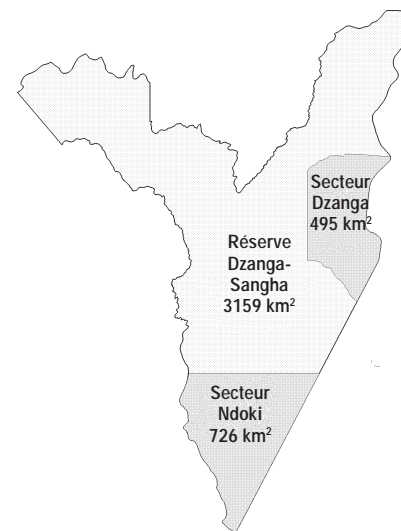 Secteur
Dzanga
495 km²
Réserve
Dzanga-
Sangha
3159 km²
Secteur
Ndoki
726 km²